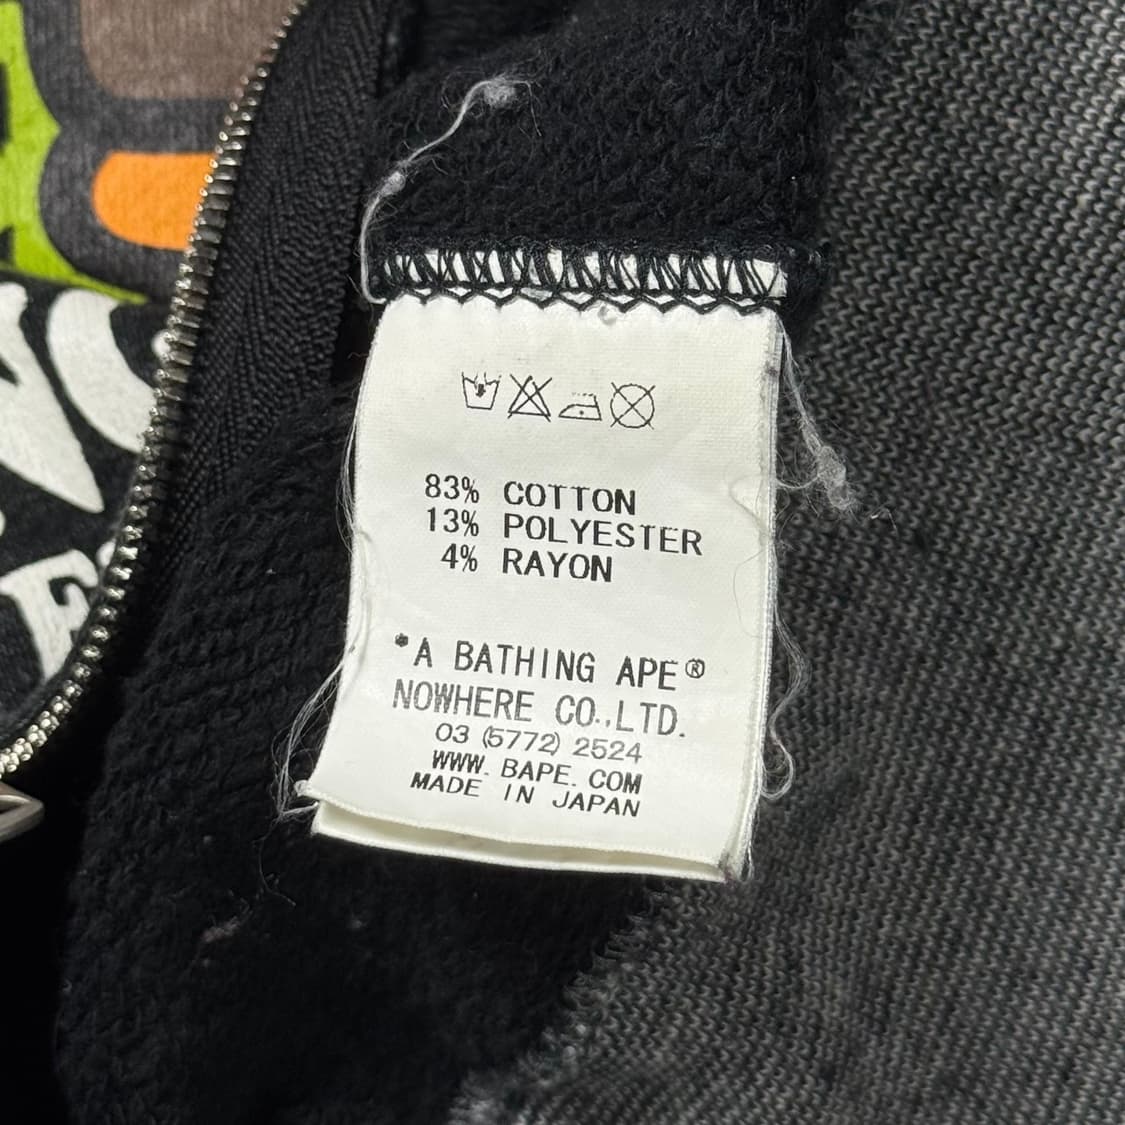 83% COTTON
13% POLYESTER
4% RAYON
*A BATHING APE®
NOWHERE CO.,LTD.
03 (5772) 2524
WWW. BAPE. COM
MADE IN JAPAN